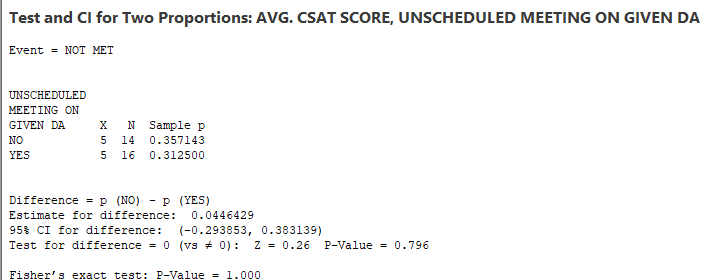 Test and CI for Two Proportions: AVG. CSAT SCORE, UNSCHEDULED MEETING ON GIVEN DA
Event = NOT MET
UNSCHEDULED
MEETING ON
GIVEN DA X N Sample p
NO 5 14 0.357143
YES 5 16 0.312500
Difference = p (NO) - p (YES)
Estimate for difference: 0.0446429
95% CI for difference: (-0.293853, 0.383139)
Test for difference = 0 (vs ≠ 0): Z = 0.26 P-Value = 0.796
Fisher's exact test: P-Value = 1.000